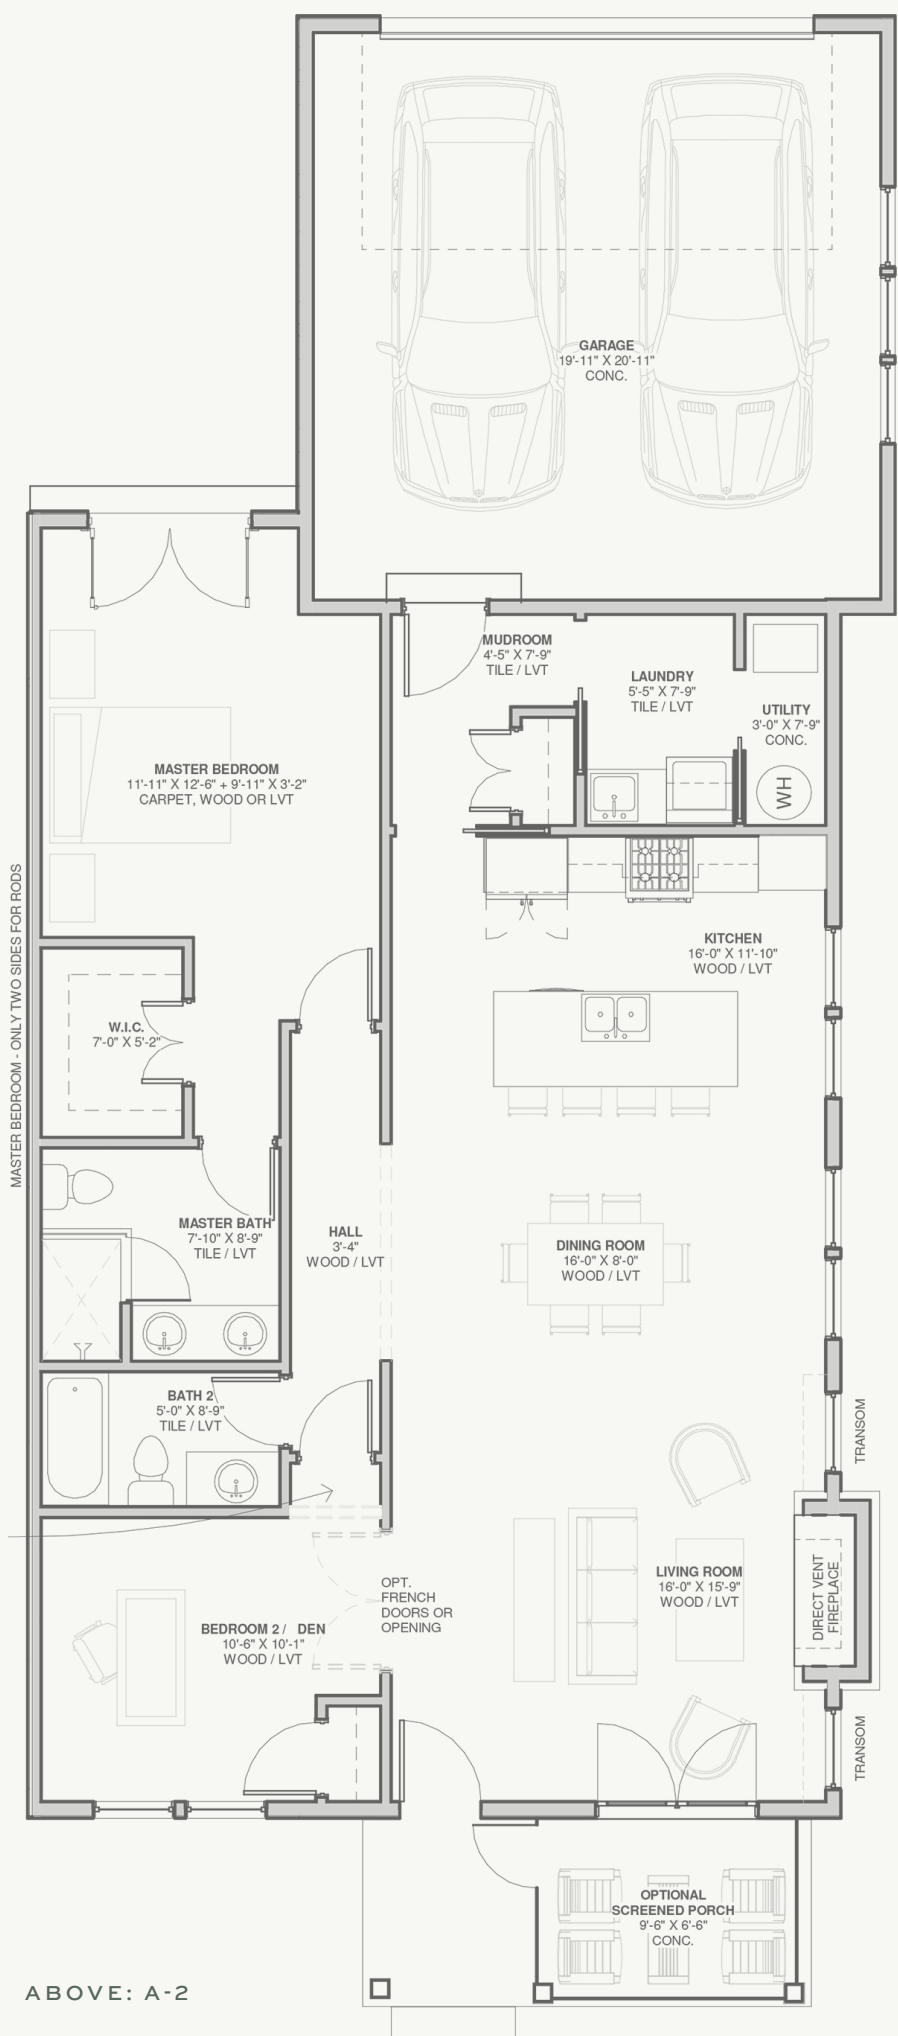 GARAGE
19'-11" X 20'-11"
CONC.
MUDROOM
4'-5" X 7'-9"
TILE / LVT
LAUNDRY
5'-5" X 7'-9"
TILE / LVT
UTILITY
3'-0" X 7'-9"
CONC.
WH
MASTER BEDROOM
11'-11" X 12'-6" + 9'-11" X 3'-2"
CARPET, WOOD OR LVT
MASTER BEDROOM - ONLY TWO SIDES FOR RODS
KITCHEN
16'-0" X 11'-10"
WOOD / LVT
W.I.C.
7'-0" X 5'-2"
MASTER BATH
7'-10" X 8'-9"
TILE / LVT
HALL
3'-4"
WOOD / LVT
DINING ROOM
16'-0" X 8'-0"
WOOD / LVT
BATH 2
5'-0" X 8'-9"
TILE / LVT
TRANSOM
OPT.
FRENCH
DOORS OR
OPENING
LIVING ROOM
16'-0" X 15'-9"
WOOD / LVT
DIRECT VENT
FIREPLACE
BEDROOM 2 / DEN
10'-6" X 10'-1"
WOOD / LVT
TRANSOM
OPTIONAL
SCREENED PORCH
9'-6" X 6'-6"
CONC.
ABOVE: A-2